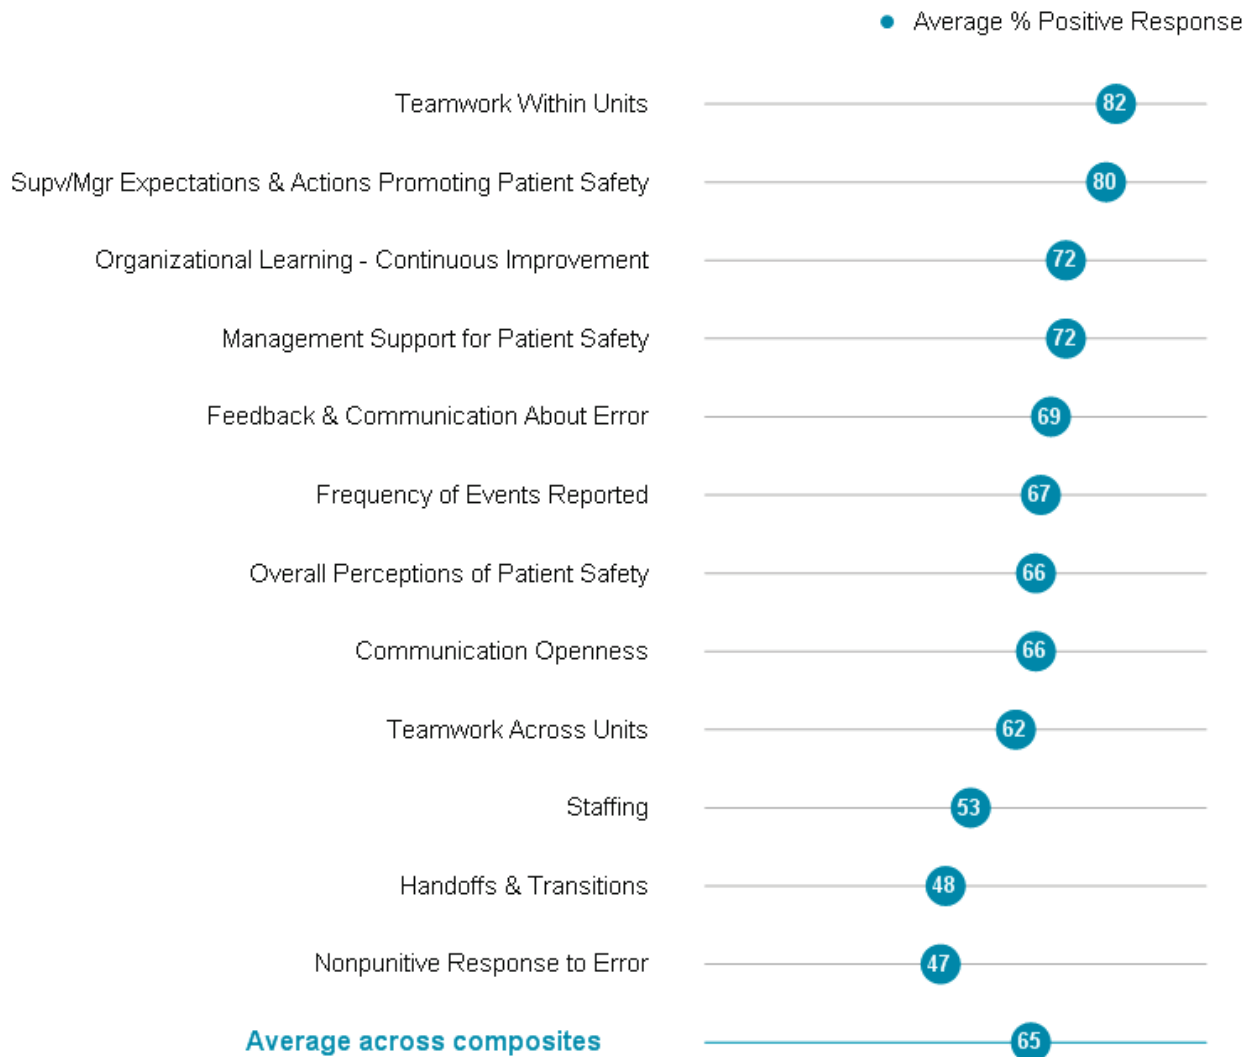 Average % Positive Response
Teamwork Within Units 82
Supv/Mgr Expectations & Actions Promoting Patient Safety 80
Organizational Learning - Continuous Improvement 72
Management Support for Patient Safety 72
Feedback & Communication About Error 69
Frequency of Events Reported 67
Overall Perceptions of Patient Safety 66
Communication Openness 66
Teamwork Across Units 62
Staffing 53
Handoffs & Transitions 48
Nonpunitive Response to Error 47
Average across composites 65